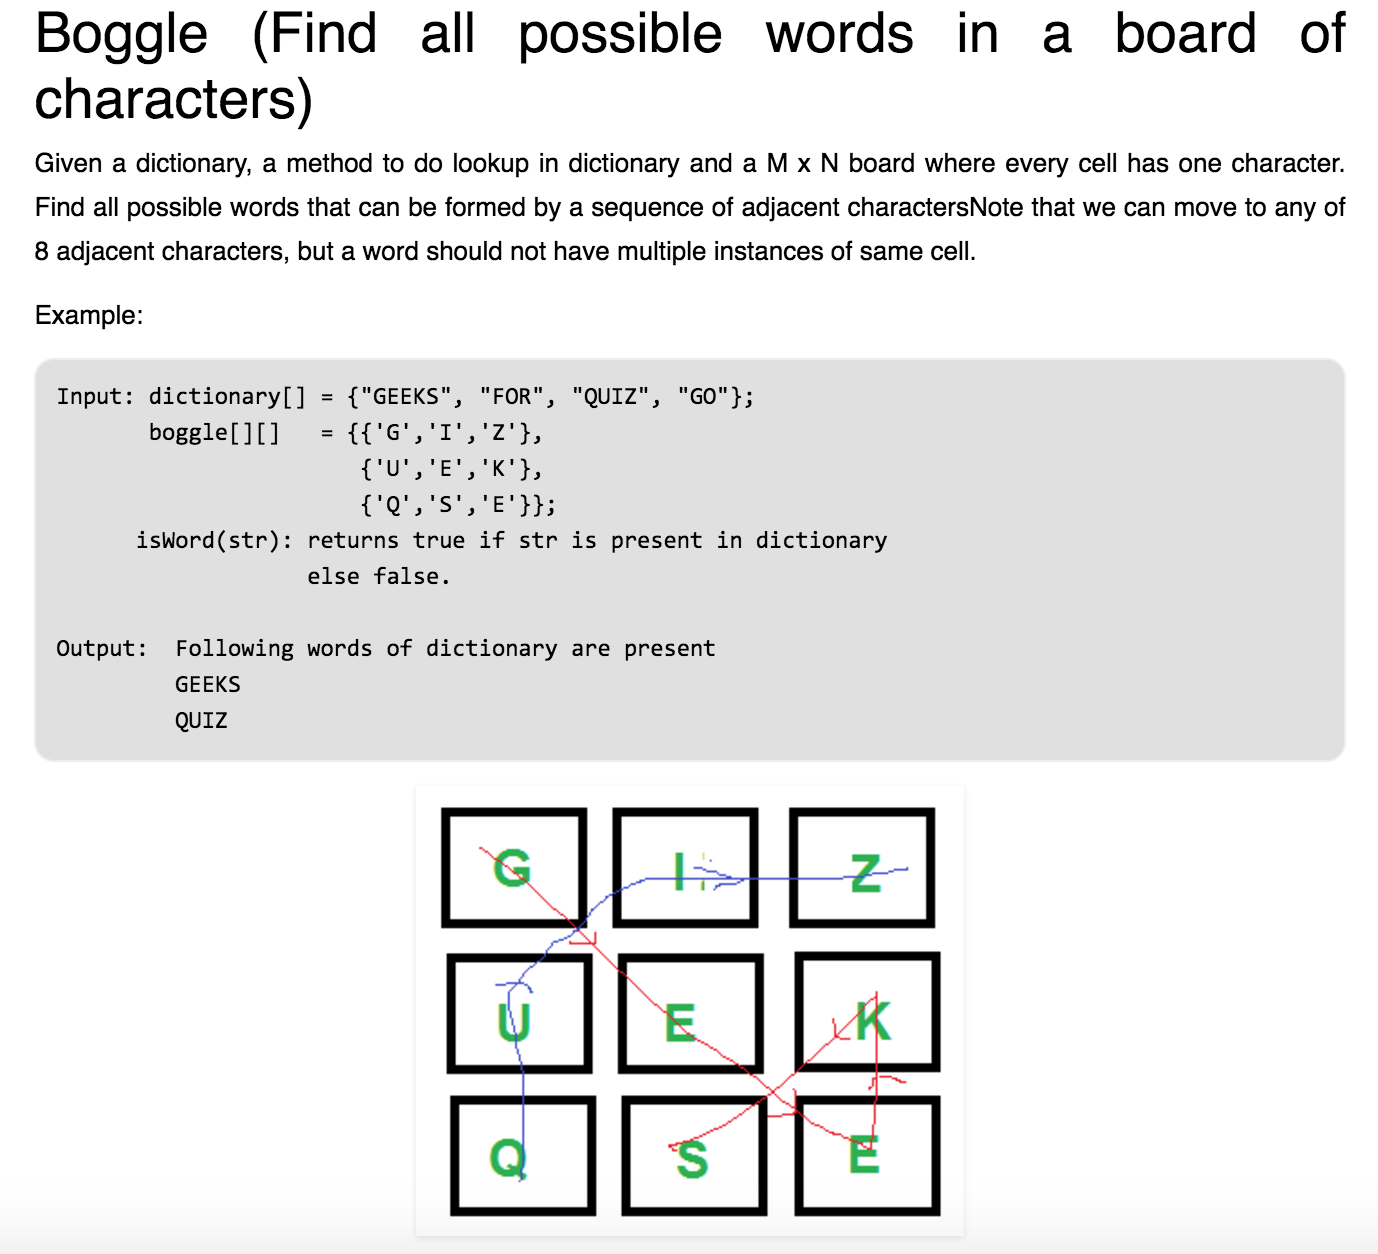 Boggle (Find all possible words in a board of
characters)
Given a dictionary, a method to do lookup in dictionary and a M x N board where every cell has one character.
Find all possible words that can be formed by a sequence of adjacent charactersNote that we can move to any of
8 adjacent characters, but a word should not have multiple instances of same cell.
Example:
Input: dictionary[] = {"GEEKS", "FOR", "QUIZ", "GO"};
boggle[][] = {{'G','I','Z'},
{'U','E','K'},
{'Q','S','E'}};
isWord(str): returns true if str is present in dictionary
else false.
Output: Following words of dictionary are present
GEEKS
QUIZ
G I Z
U E K
Q S E